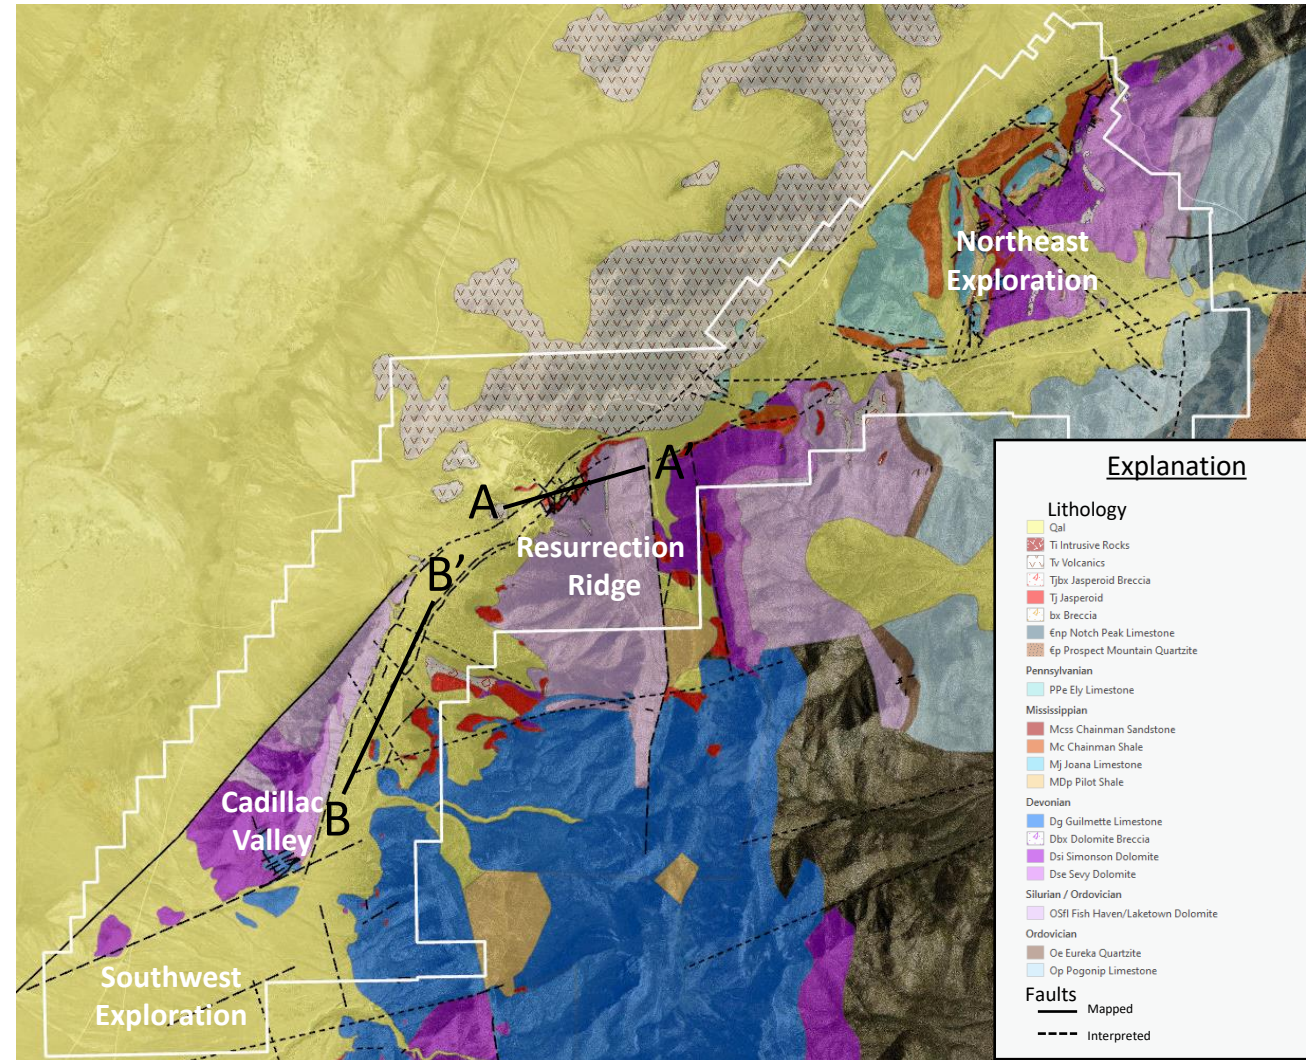 Northeast
Exploration
A
A'
Resurrection
Ridge
B'
Cadillac
Valley
B
Southwest
Exploration
Explanation
Lithology
Qal
Ti Intrusive Rocks
Tv Volcanics
Tjbx Jasperoid Breccia
Tj Jasperoid
bx Breccia
€np Notch Peak Limestone
€p Prospect Mountain Quartzite
Pennsylvanian
PPe Ely Limestone
Mississippian
Mcss Chainman Sandstone
Mc Chainman Shale
Mj Joana Limestone
MDp Pilot Shale
Devonian
Dg Guilmette Limestone
Dbx Dolomite Breccia
Dsi Simonson Dolomite
Dse Sevy Dolomite
Silurian / Ordovician
OSfl Fish Haven/Laketown Dolomite
Ordovician
Oe Eureka Quartzite
Op Pogonip Limestone
Faults
Mapped
Interpreted